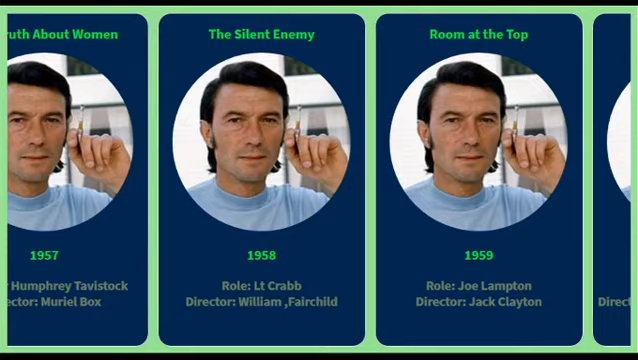 uth About Women
1957
Humphrey Tavistock
ector: Muriel Box
The Silent Enemy
1958
Role: Lt Crabb
Director: William ,Fairchild
Room at the Top
1959
Role: Joe Lampton
Director: Jack Clayton
Direct